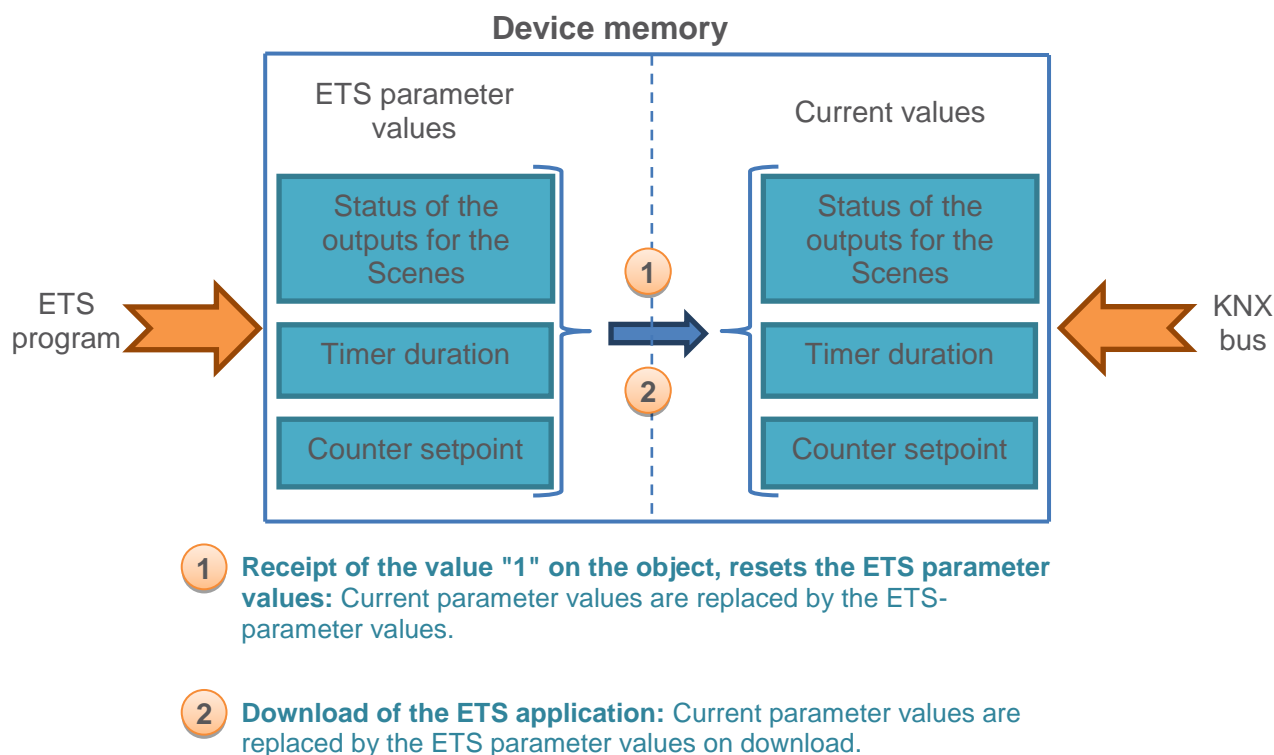 Device memory
ETS parameter
values
Current values
Status of the
outputs for the
Scenes
Status of the
outputs for the
Scenes
1
ETS
program
KNX
bus
Timer duration
Timer duration
2
Counter setpoint
Counter setpoint
1 Receipt of the value "1" on the object, resets the ETS parameter
values: Current parameter values are replaced by the ETS-
parameter values.
2 Download of the ETS application: Current parameter values are
replaced by the ETS parameter values on download.